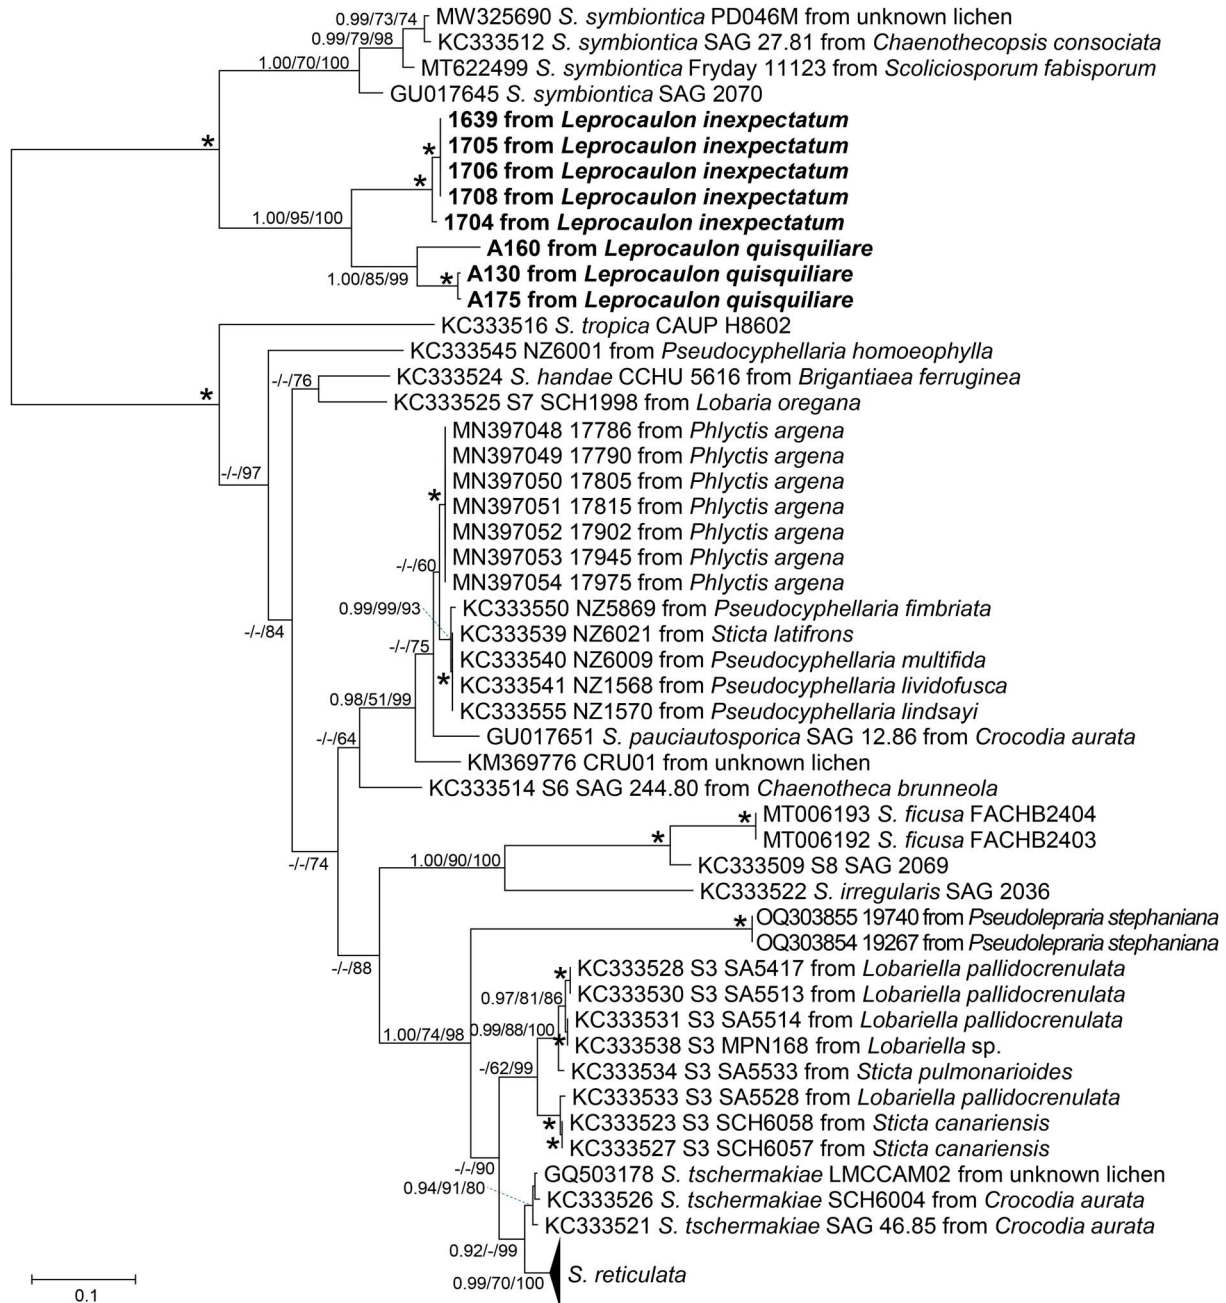 0.99/73/74
MW325690 S. symbiontica PD046M from unknown lichen
0.99/79/98
KC333512 S. symbiontica SAG 27.81 from Chaenothecopsis consociata
1.00/70/100
MT622499 S. symbiontica Fryday 11123 from Scoliciosporum fabisporum
GU017645 S. symbiontica SAG 2070
1639 from Leprocaulon inexpectatum
*
1705 from Leprocaulon inexpectatum
*
1706 from Leprocaulon inexpectatum
*
1708 from Leprocaulon inexpectatum
1.00/95/100
1704 from Leprocaulon inexpectatum
A160 from Leprocaulon quisquiliare
1.00/85/99
*
A130 from Leprocaulon quisquiliare
A175 from Leprocaulon quisquiliare
KC333516 S. tropica CAUP H8602
KC333545 NZ6001 from Pseudocyphellaria homoeophylla
*
-/-/76
KC333524 S. handae CCHU 5616 from Brigantiaea ferruginea
KC333525 S7 SCH1998 from Lobaria oregana
MN397048 17786 from Phlyctis argena
MN397049 17790 from Phlyctis argena
-/-/97
MN397050 17805 from Phlyctis argena
*
MN397051 17815 from Phlyctis argena
MN397052 17902 from Phlyctis argena
-/-/60
MN397053 17945 from Phlyctis argena
MN397054 17975 from Phlyctis argena
0.99/99/93
KC333550 NZ5869 from Pseudocyphellaria fimbriata
-/-/84
KC333539 NZ6021 from Sticta latifrons
-/-/75
KC333540 NZ6009 from Pseudocyphellaria multifida
*
KC333541 NZ1568 from Pseudocyphellaria lividofusca
0.98/51/99
KC333555 NZ1570 from Pseudocyphellaria lindsayi
-/-/64
GU017651 S. pauciautosporica SAG 12.86 from Crocodia aurata
KM369776 CRU01 from unknown lichen
KC333514 S6 SAG 244.80 from Chaenotheca brunneola
*
MT006193 S. ficusa FACHB2404
*
MT006192 S. ficusa FACHB2403
-/-/74
1.00/90/100
KC333509 S8 SAG 2069
KC333522 S. irregularis SAG 2036
*
OQ303855 19740 from Pseudolepraria stephaniana
OQ303854 19267 from Pseudolepraria stephaniana
-/-/88
*
KC333528 S3 SA5417 from Lobariella pallidocrenulata
0.97/81/86
KC333530 S3 SA5513 from Lobariella pallidocrenulata
1.00/74/98
0.99/88/100
KC333531 S3 SA5514 from Lobariella pallidocrenulata
*
KC333538 S3 MPN168 from Lobariella sp.
-/62/99
KC333534 S3 SA5533 from Sticta pulmonarioides
KC333533 S3 SA5528 from Lobariella pallidocrenulata
*
KC333523 S3 SCH6058 from Sticta canariensis
*
KC333527 S3 SCH6057 from Sticta canariensis
-/-/90
GQ503178 S. tschermakiae LMCCAM02 from unknown lichen
0.94/91/80
KC333526 S. tschermakiae SCH6004 from Crocodia aurata
KC333521 S. tschermakiae SAG 46.85 from Crocodia aurata
0.92/-/99
0.99/70/100
S. reticulata
0.1